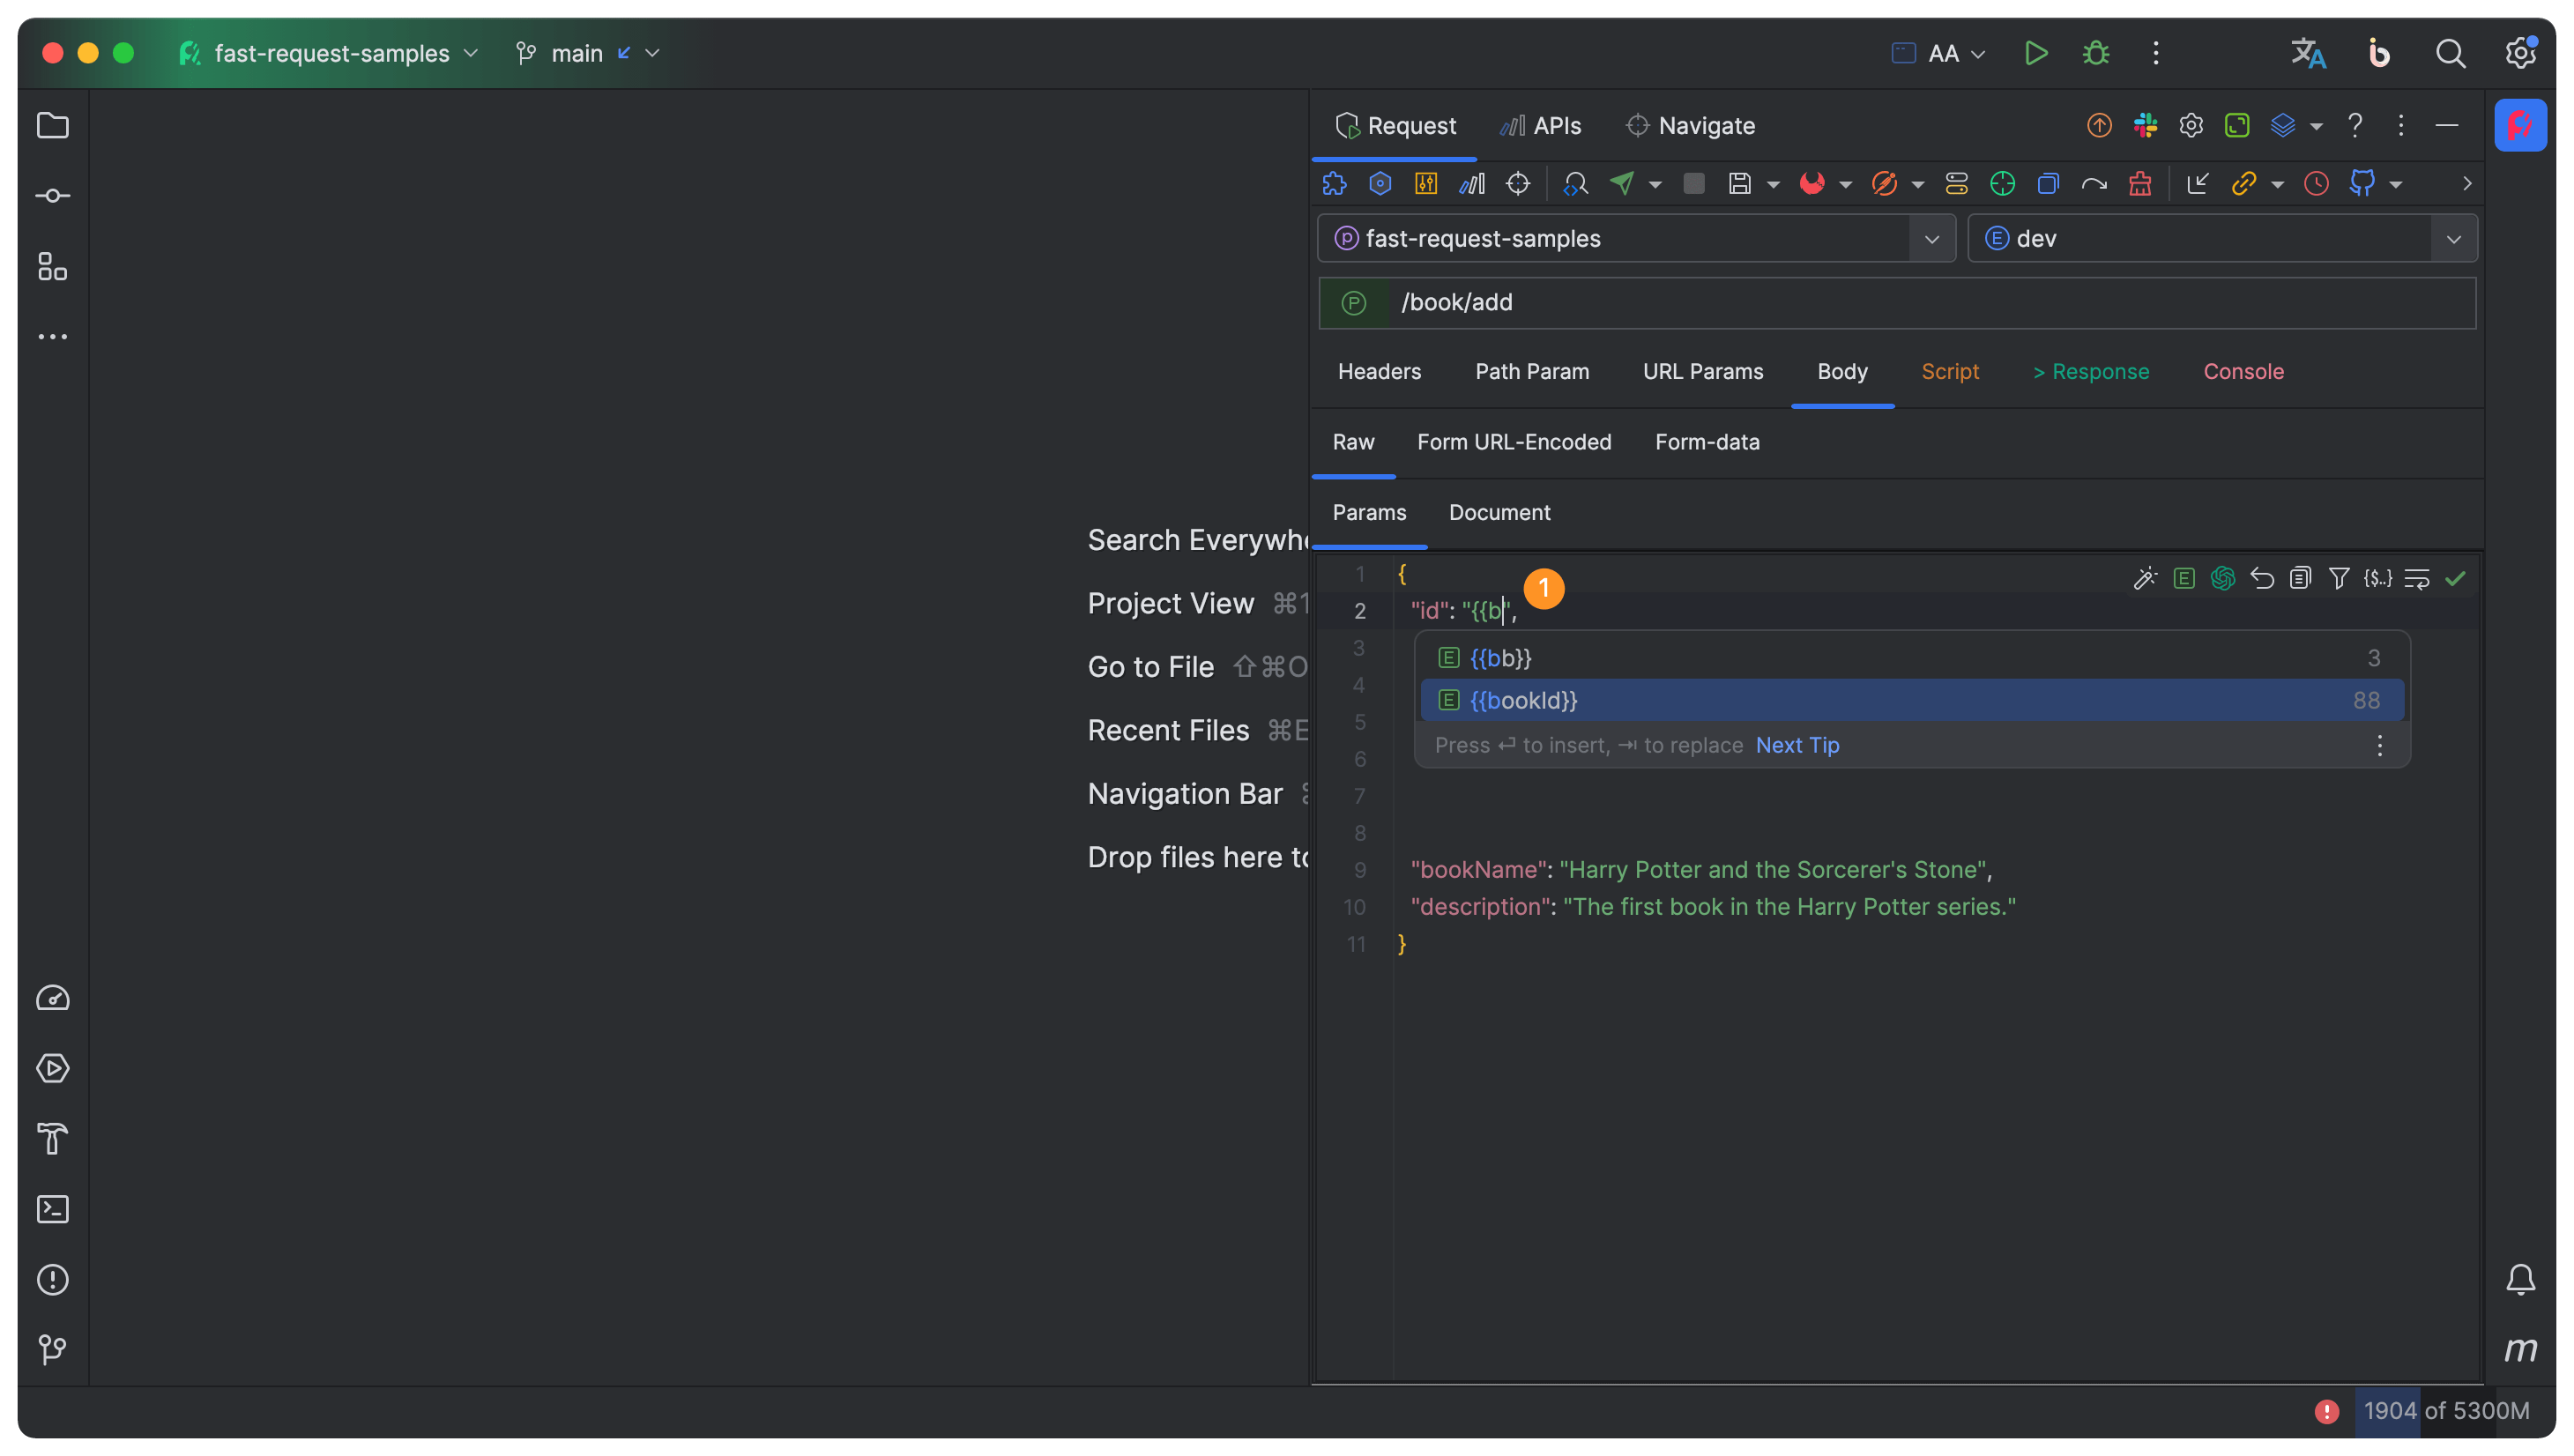 fast-request-samples
main
AA
Request APIs Navigate
fast-request-samples
dev
/book/add
Headers Path Param URL Params Body Script > Response Console
Raw Form URL-Encoded Form-data
Params Document
Search Everywhe
Project View ⌘1
Go to File ⇧⌘O
Recent Files ⌘E
Navigation Bar
Drop files here to
1 {
1
2 "id": "{{b",
3
4
5
6
7
8
E {{bb}} 3
E {{bookId}} 88
Press ⏎ to insert, ⇥ to replace Next Tip
9 "bookName": "Harry Potter and the Sorcerer's Stone",
10 "description": "The first book in the Harry Potter series."
11 }
1904 of 5300M